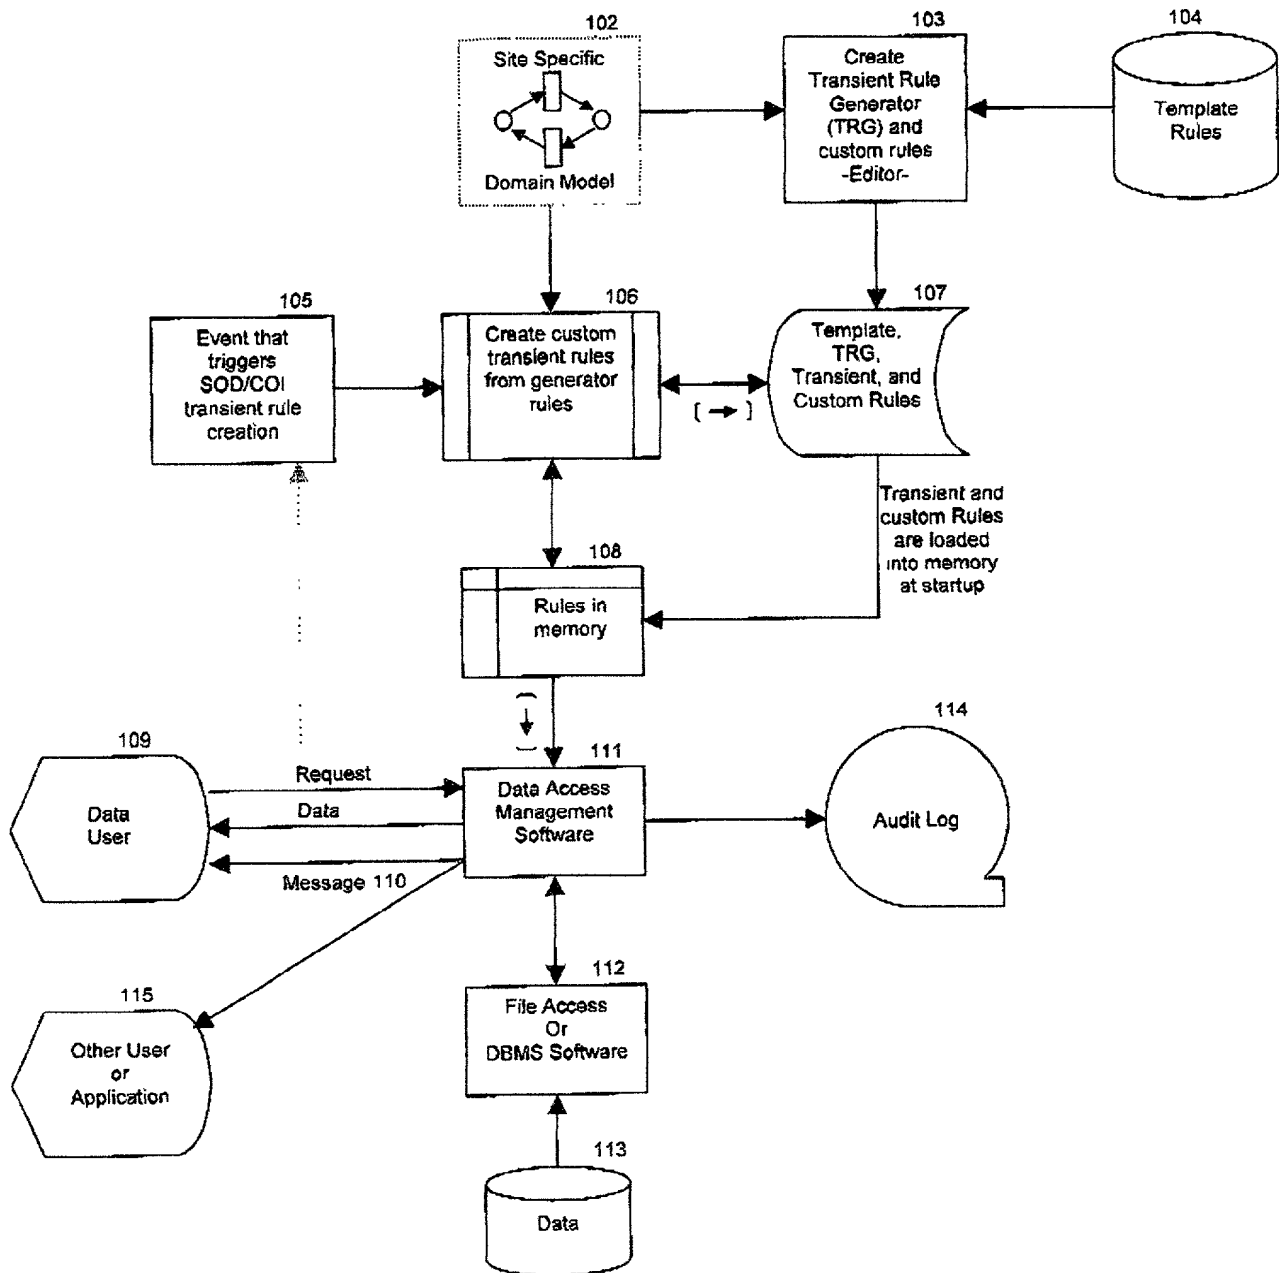 102
Site Specific
Domain Model
103
Create
Transient Rule
Generator
(TRG) and
custom rules
-Editor-
104
Template
Rules
105
Event that
triggers
SOD/COI
transient rule
creation
106
Create custom
transient rules
from generator
rules
107
Template,
TRG,
Transient, and
Custom Rules
Transient and
custom Rules
are loaded
into memory
at startup
108
Rules in
memory
109
Data
User
Request
Data
Message 110
111
Data Access
Management
Software
114
Audit Log
115
Other User
or
Application
112
File Access
Or
DBMS Software
113
Data